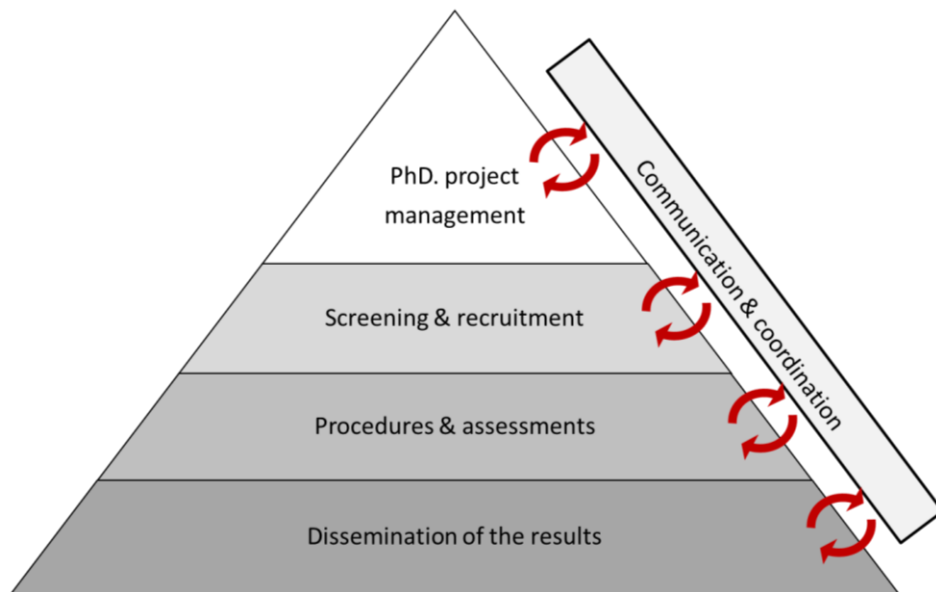 PhD. project
management
Screening & recruitment
Procedures & assessments
Dissemination of the results
Communication & coordination